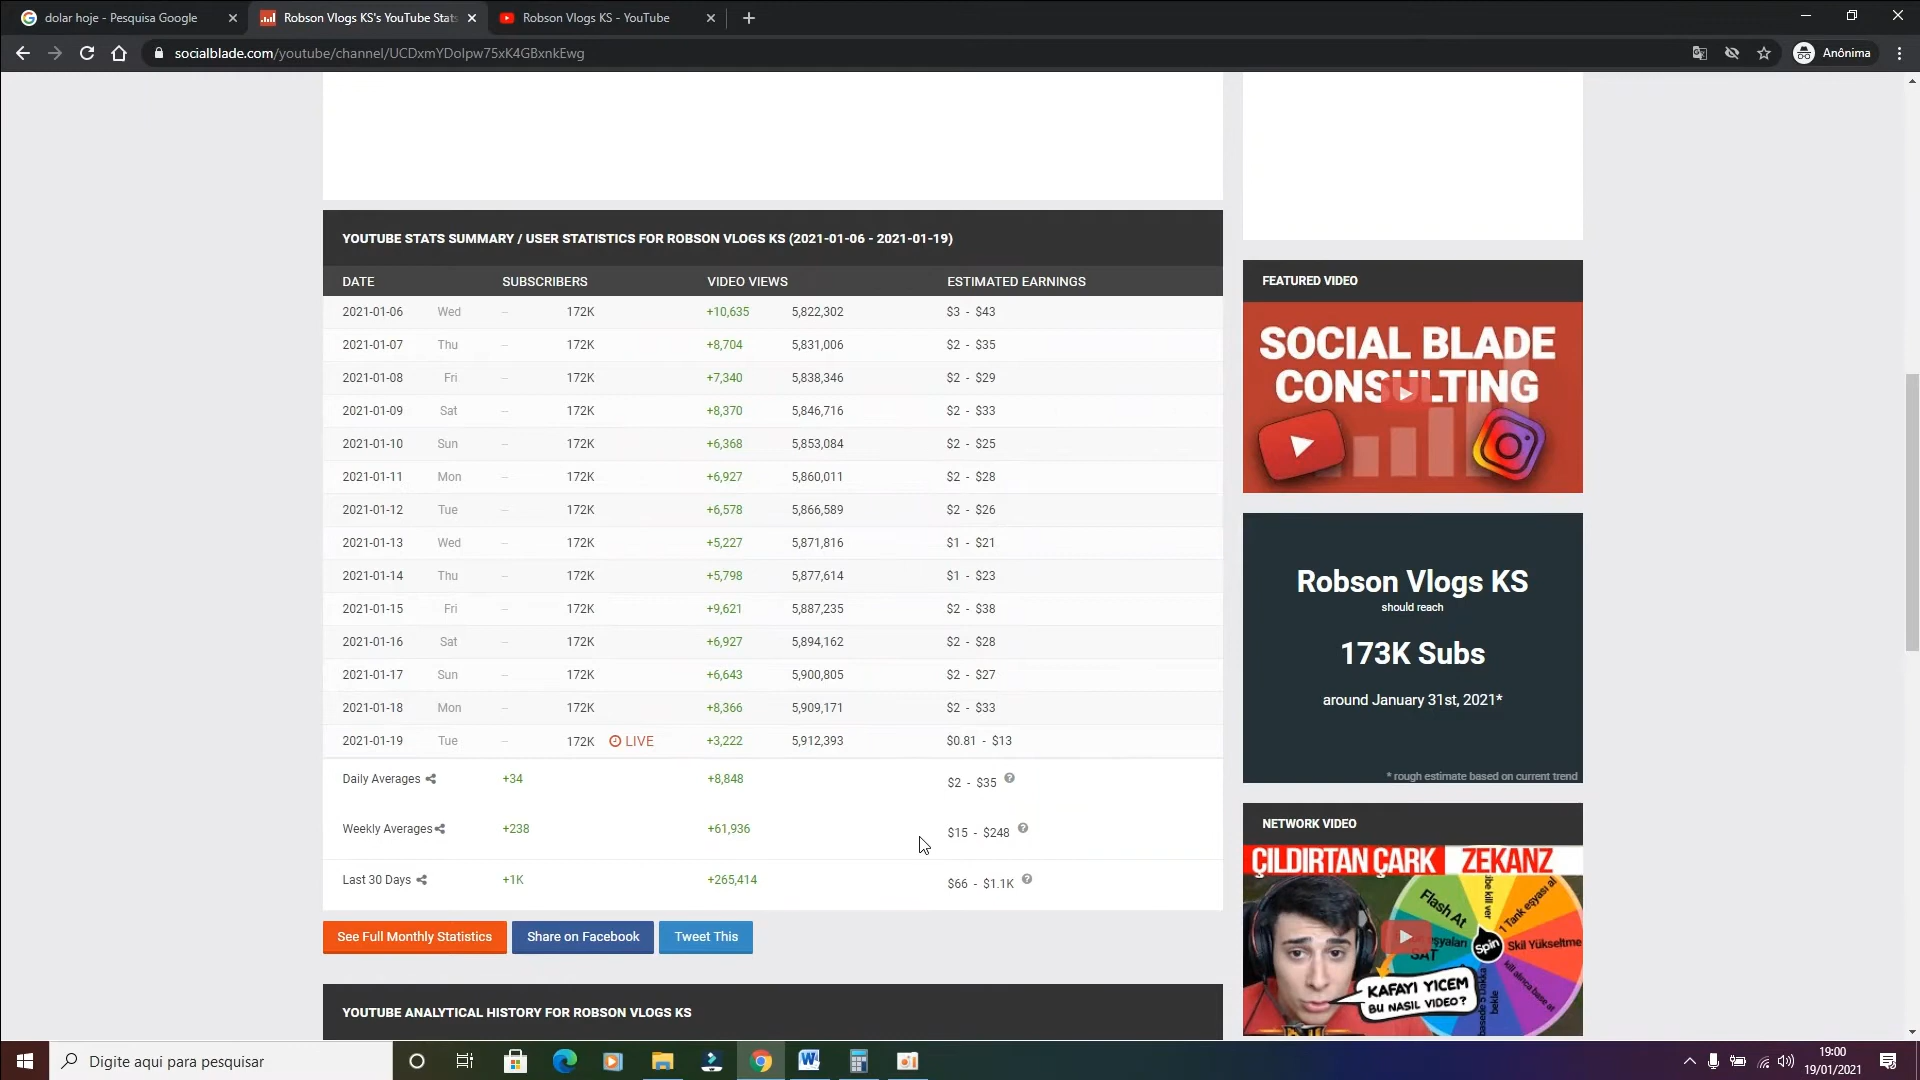 dolar hoje - Pesquisa Google
Robson Vlogs KS's YouTube Stats
Robson Vlogs KS - YouTube
socialblade.com/youtube/channel/UCDxmYDoIpw75xK4GBxnkEwg
Anônima
YOUTUBE STATS SUMMARY / USER STATISTICS FOR ROBSON VLOGS KS (2021-01-06 - 2021-01-19)
DATE SUBSCRIBERS VIDEO VIEWS ESTIMATED EARNINGS
2021-01-06 Wed -- 172K +10,635 5,822,302 $3 - $43
2021-01-07 Thu -- 172K +8,704 5,831,006 $2 - $35
2021-01-08 Fri -- 172K +7,340 5,838,346 $2 - $29
2021-01-09 Sat -- 172K +8,370 5,846,716 $2 - $33
2021-01-10 Sun -- 172K +6,368 5,853,084 $2 - $25
2021-01-11 Mon -- 172K +6,927 5,860,011 $2 - $28
2021-01-12 Tue -- 172K +6,578 5,866,589 $2 - $26
2021-01-13 Wed -- 172K +5,227 5,871,816 $1 - $21
2021-01-14 Thu -- 172K +5,798 5,877,614 $1 - $23
2021-01-15 Fri -- 172K +9,621 5,887,235 $2 - $38
2021-01-16 Sat -- 172K +6,927 5,894,162 $2 - $28
2021-01-17 Sun -- 172K +6,643 5,900,805 $2 - $27
2021-01-18 Mon -- 172K +8,366 5,909,171 $2 - $33
2021-01-19 Tue -- 172K LIVE +3,222 5,912,393 $0.81 - $13
Daily Averages +34 +8,848 $2 - $35
Weekly Averages +238 +61,936 $15 - $248
Last 30 Days +1K +265,414 $66 - $1.1K
See Full Monthly Statistics
Share on Facebook
Tweet This
YOUTUBE ANALYTICAL HISTORY FOR ROBSON VLOGS KS
FEATURED VIDEO
SOCIAL BLADE
CONSULTING
Robson Vlogs KS
should reach
173K Subs
around January 31st, 2021*
* rough estimate based on current trend
NETWORK VIDEO
ÇILDIRTAN ÇARK ZEKANZ
Flash At
1 Tank eşyası al
Spin
Skil Yükseltme
SAT
KAFAYI YICEM
BU NASIL VIDEO?
Digite aqui para pesquisar
19:00
19/01/2021